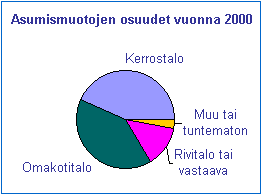 Asumismuotojen osuudet vuonna 2000
Kerrostalo
Muu tai
tuntematon
Rivitalo tai
vastaava
Omakotitalo